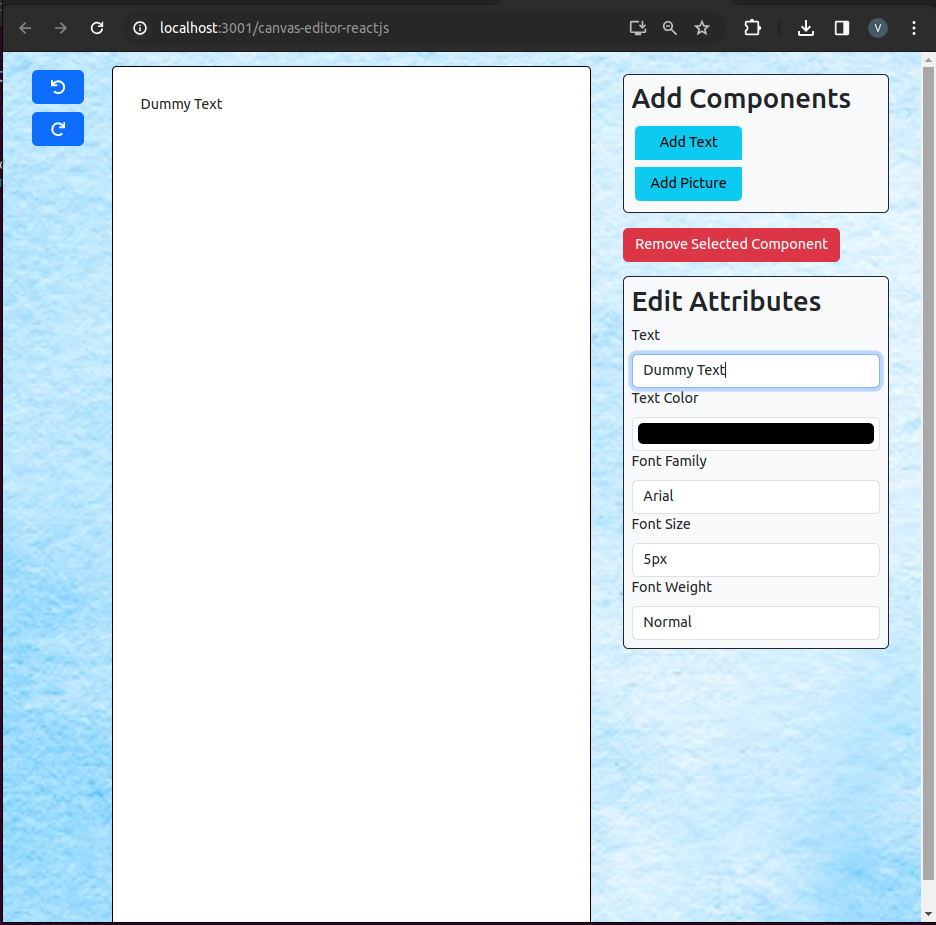 localhost:3001/canvas-editor-reactjs
V
Dummy Text
Add Components
Add Text
Add Picture
Remove Selected Component
Edit Attributes
Text
Dummy Text
Text Color
Font Family
Arial
Font Size
5px
Font Weight
Normal